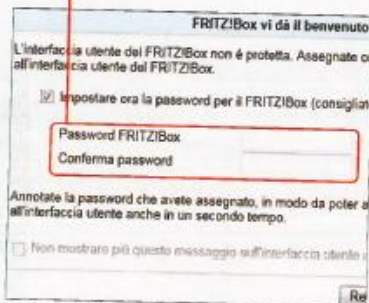 FRITZ!Box vi dà il benvenuto
L'interfaccia utente del FRITZ!Box non è protetta. Assegnate
all'interfaccia utente del FRITZ!Box.
Impostare ora la password per il FRITZ!Box (consigliat
Password FRITZ!Box
Conferma password
Annotate la password che avete assegnato, in modo da poter a
all'interfaccia utente anche in un secondo tempo.
Non mostrare più questo messaggio sull'interfaccia utente
Re